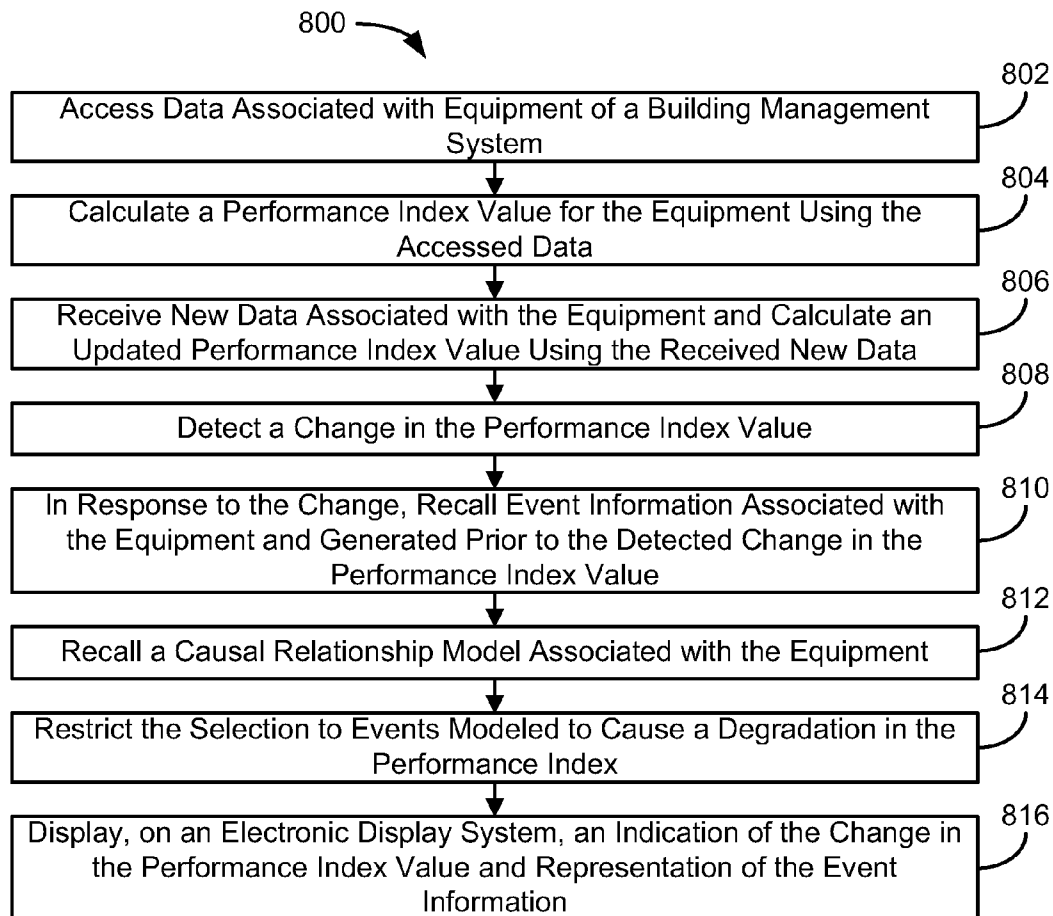 800
802
Access Data Associated with Equipment of a Building Management
System
804
Calculate a Performance Index Value for the Equipment Using the
Accessed Data
806
Receive New Data Associated with the Equipment and Calculate an
Updated Performance Index Value Using the Received New Data
808
Detect a Change in the Performance Index Value
810
In Response to the Change, Recall Event Information Associated with
the Equipment and Generated Prior to the Detected Change in the
Performance Index Value
812
Recall a Causal Relationship Model Associated with the Equipment
814
Restrict the Selection to Events Modeled to Cause a Degradation in the
Performance Index
816
Display, on an Electronic Display System, an Indication of the Change in
the Performance Index Value and Representation of the Event
Information